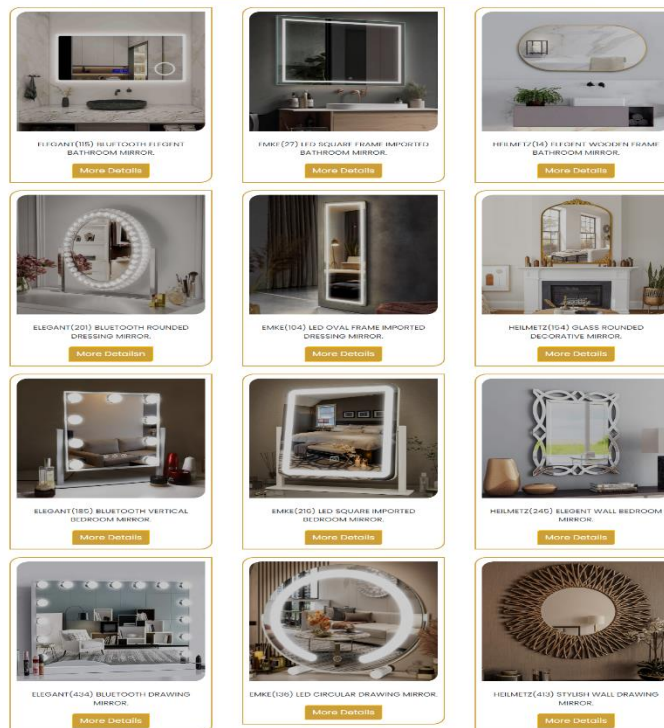 ELEGANT(115) BLUETOOTH ELEGENT
BATHROOM MIRROR.
More Details
EMKE(27) LED SQUARE FRAME IMPORTED
BATHROOM MIRROR.
More Details
HEILMETZ(14) ELEGENT WOODEN FRAME
BATHROOM MIRROR.
More Details
ELEGANT(201) BLUETOOTH ROUNDED
DRESSING MIRROR.
More Detailsn
EMKE(104) LED OVAL FRAME IMPORTED
DRESSING MIRROR.
More Details
HEILMETZ(154) GLASS ROUNDED
DECORATIVE MIRROR.
More Details
ELEGANT(185) BLUETOOTH VERTICAL
BEDROOM MIRROR.
More Details
EMKE(216) LED SQUARE IMPORTED
BEDROOM MIRROR.
More Details
HEILMETZ(245) ELEGENT WALL BEDROOM
MIRROR.
More Details
ELEGANT(434) BLUETOOTH DRAWING
MIRROR.
More Details
EMKE(136) LED CIRCULAR DRAWING MIRROR.
More Details
HEILMETZ(413) STYLISH WALL DRAWING
MIRROR.
More Details